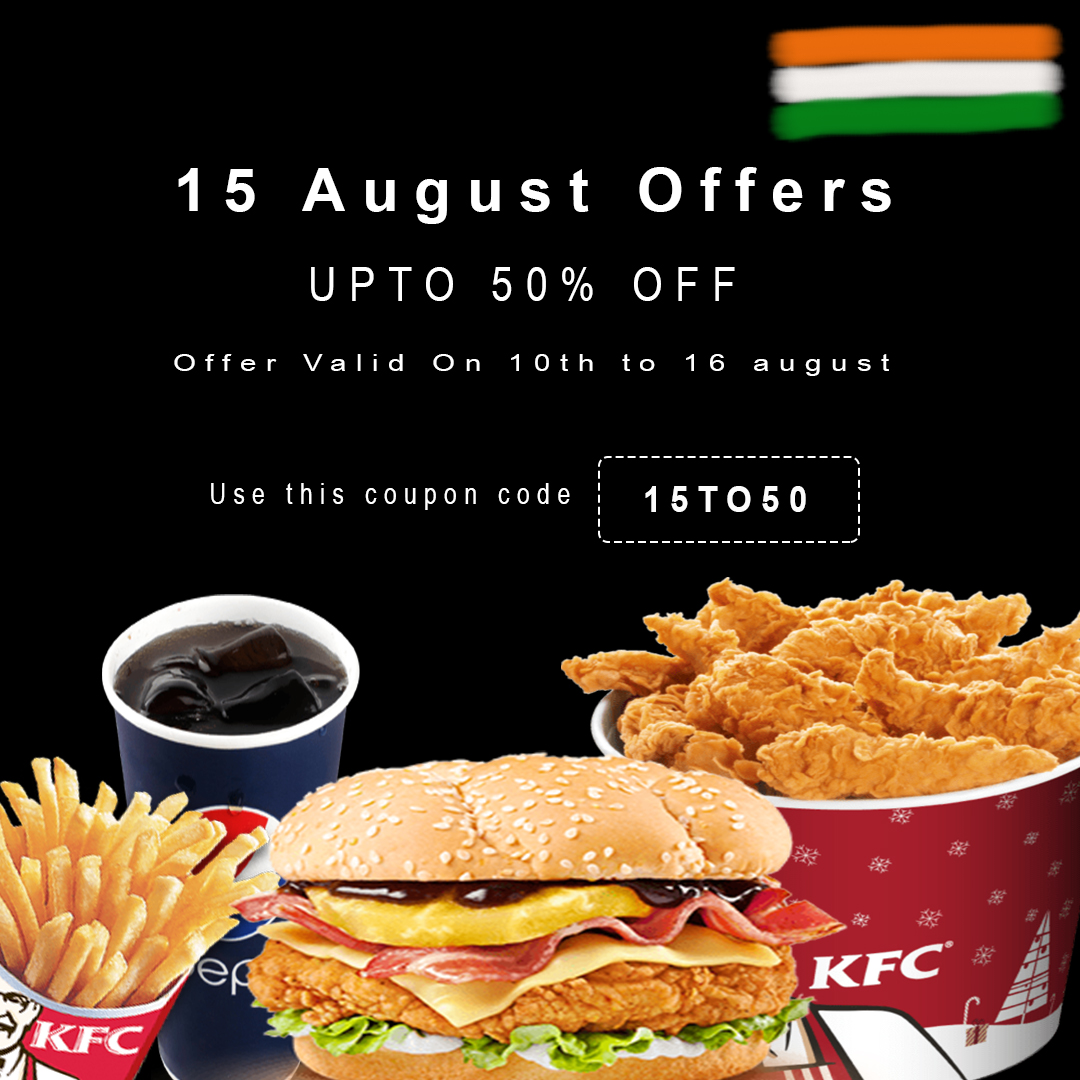 15 August Offers
UPTO 50% OFF
Offer Valid On 10th to 16 august
Use this coupon code
15TO50
KFC®
ep
KFC